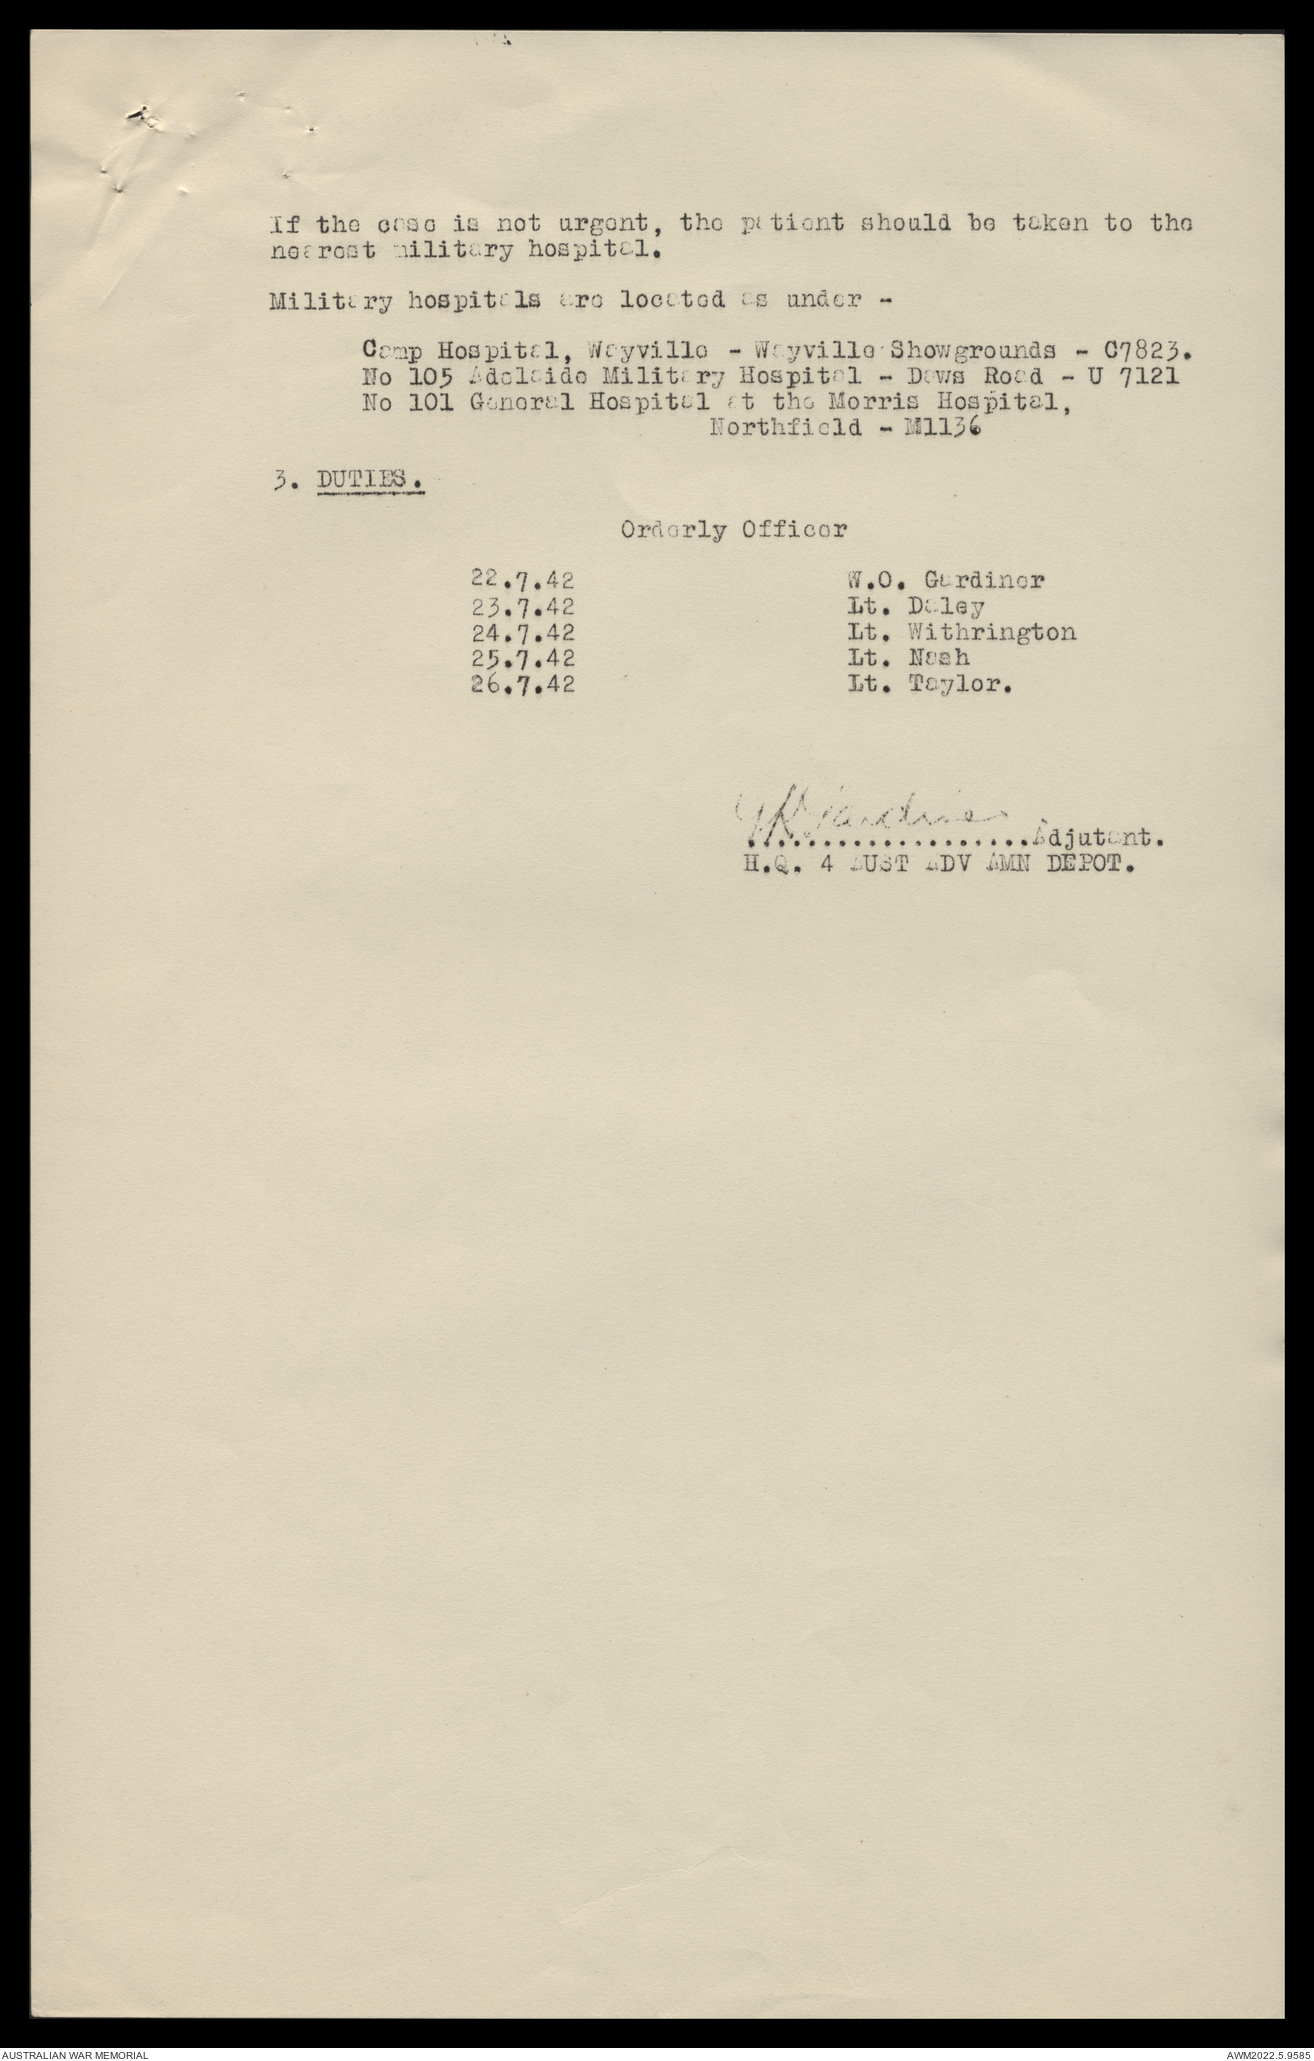 If the case is not urgent, the patient should be taken to the
nearest military hospital.
Military hospitals are located as under -
Camp Hospital, Wayville - Wayville Showgrounds - C7823.
No 105 Adelaide Military Hospital - Daws Road - U 7121
No 101 General Hospital at the Morris Hospital,
Northfield - M1136
3. DUTIES.
Orderly Officer
22.7.42 W.O. Gardiner
23.7.42 Lt. Daley
24.7.42 Lt. Withrington
25.7.42 Lt. Nash
26.7.42 Lt. Taylor.
...................Adjutant.
H.Q. 4 AUST ADV AMN DEPOT.
AUSTRALIAN WAR MEMORIAL
AWM2022.5.9585